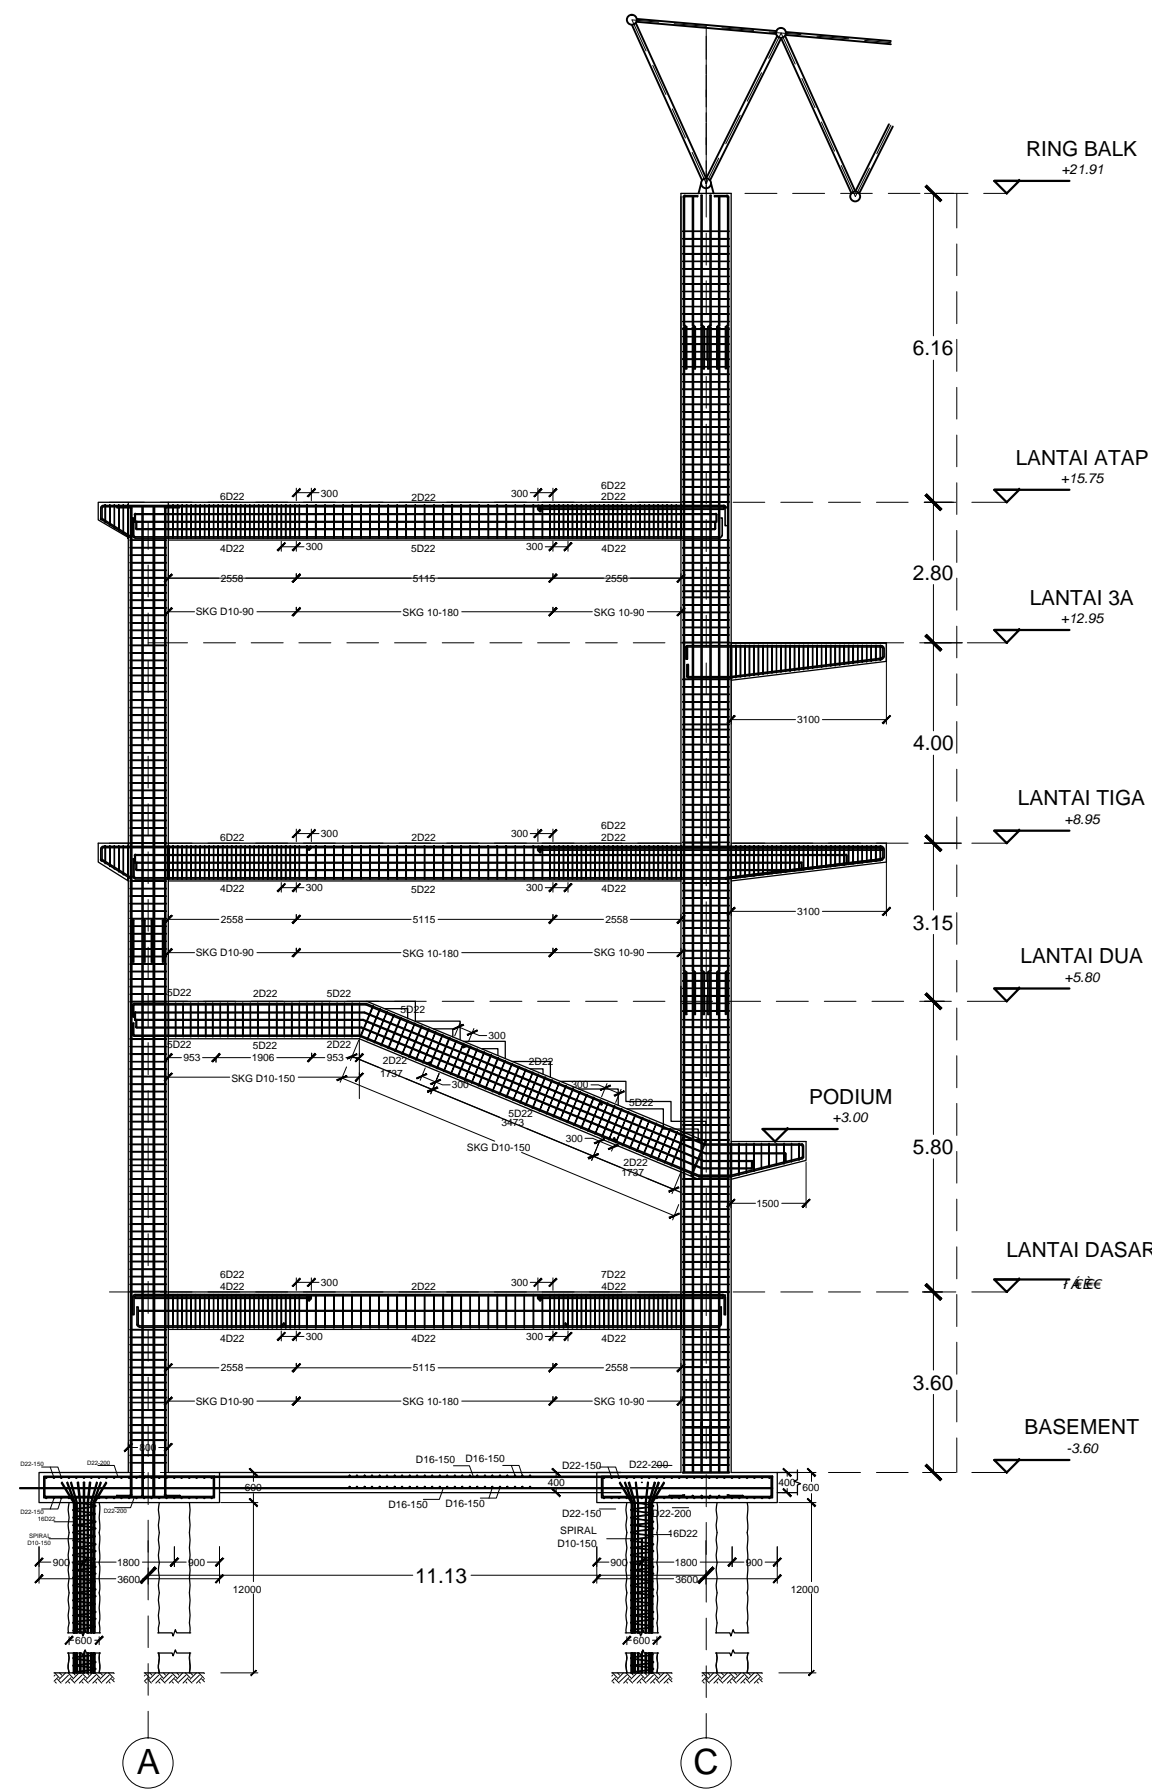 RING BALK
+21.91
6.16
LANTAI ATAP
+15.75
6D22
300
2D22
300
6D22
2D22
4D22
300
5D22
300
4D22
2.80
2558
5115
2558
LANTAI 3A
+12.95
SKG D10-90
SKG 10-180
SKG 10-90
3100
4.00
LANTAI TIGA
+8.95
6D22
300
2D22
300
6D22
2D22
4D22
300
5D22
300
4D22
3100
2558
5115
2558
3.15
SKG D10-90
SKG 10-180
SKG 10-90
LANTAI DUA
+5.80
5D22
2D22
5D22
5D22
300
5D22
5D22
2D22
953
1906
953
2D22
1737
2D22
SKG D10-150
300
300
5D22
5D22
3473
PODIUM
+3.00
300
SKG D10-150
2D22
1737
5.80
1500
LANTAI DASAR
6D22
4D22
300
2D22
300
7D22
4D22
4D22
300
4D22
300
4D22
2558
5115
2558
3.60
SKG D10-90
SKG 10-180
SKG 10-90
BASEMENT
-3.60
800
D22-150
D22-200
D16-150
D16-150
D22-150
D22-200
600
400
400
600
D22-150
D22-200
D16-150
D16-150
D22-150
D22-200
16D22
SPIRAL
D10-150
SPIRAL
D10-150
16D22
900
1800
900
900
1800
900
3600
11.13
3600
12000
12000
600
600
A
C